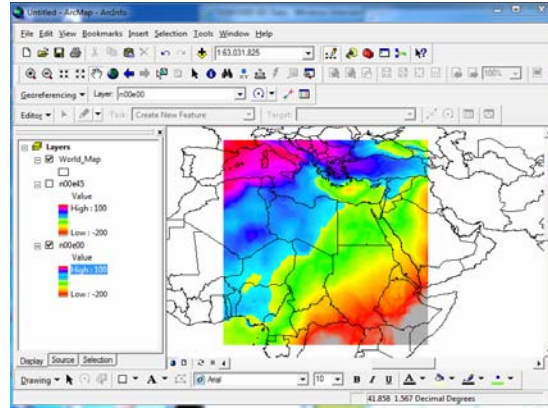 Untitled - ArcMap - ArcInfo
File Edit View Bookmarks Insert Selection Tools Window Help
1:63,031,825
100%
Georeferencing Layer: n00e00
Editor Task: Create New Feature Target:
Layers
World_Map
n00e45
Value
High : 100
Low : -200
n00e00
Value
High : 100
Low : -200
Display Source Selection
Drawing A Arial 10 B I U A
41.858 1.567 Decimal Degrees